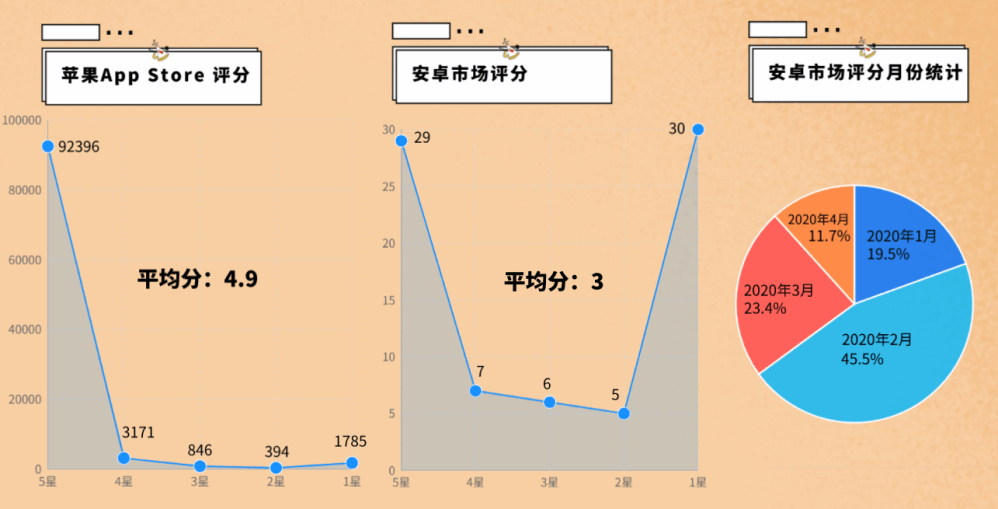 苹果App Store 评分
100000
80000
60000
40000
20000
0
92396
3171
846
394
1785
平均分：4.9
5星
4星
3星
2星
1星
安卓市场评分
30
25
20
15
10
5
0
29
7
6
5
30
平均分：3
5星
4星
3星
2星
1星
安卓市场评分月份统计
2020年4月
11.7%
2020年1月
19.5%
2020年3月
23.4%
2020年2月
45.5%